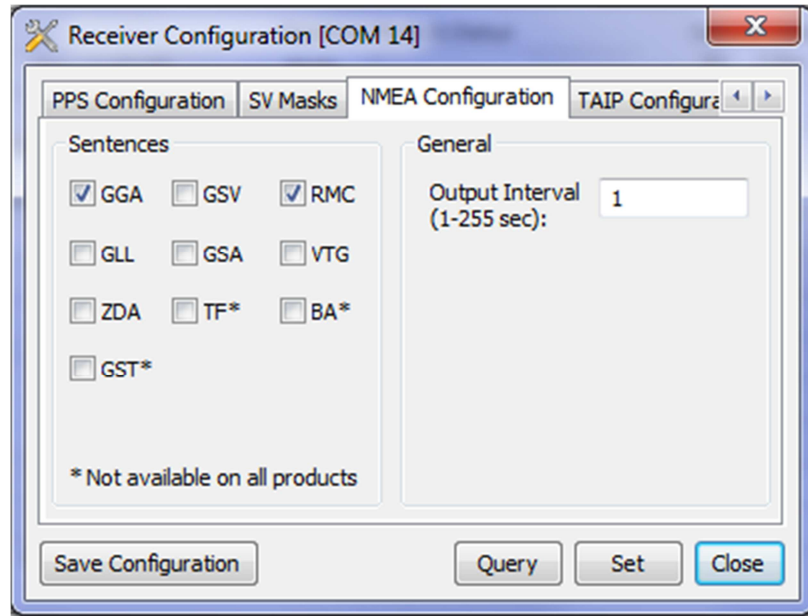 Receiver Configuration [COM 14]
PPS Configuration SV Masks NMEA Configuration TAIP Configura
Sentences
GGA GSV RMC
GLL GSA VTG
ZDA TF* BA*
GST*
* Not available on all products
General
Output Interval 1
(1-255 sec):
Save Configuration Query Set Close